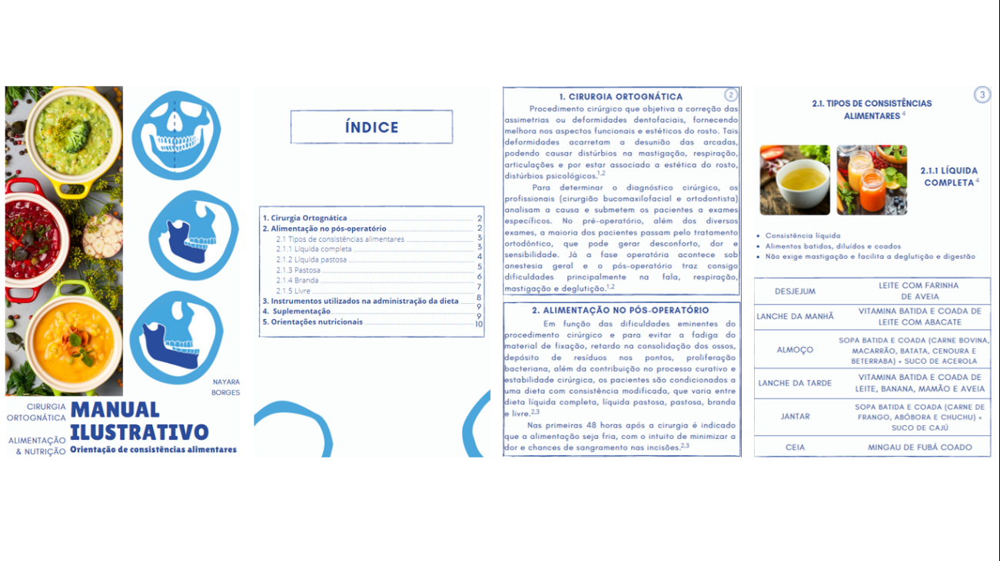 NAYARA
BORGES
CIRURGIA
ORTOGNÁTICA
ALIMENTAÇÃO
& NUTRIÇÃO
MANUAL
ILUSTRATIVO
Orientação de consistências alimentares
ÍNDICE
1. Cirurgia Ortognática 2
2. Alimentação no pós-operatório 2
2.1 Tipos de consistências alimentares 3
2.1.1 Líquida completa 3
2.1.2 Líquida pastosa 4
2.1.3 Pastosa 5
2.1.4 Branda 6
2.1.5 Livre 7
3. Instrumentos utilizados na administração da dieta 8
9
4. Suplementação 9
5. Orientações nutricionais 10
2
1. CIRURGIA ORTOGNÁTICA
Procedimento cirúrgico que objetiva a correção das
assimetrias ou deformidades dentofaciais, fornecendo
melhora nos aspectos funcionais e estéticos do rosto. Tais
deformidades acarretam a desunião das arcadas,
podendo causar distúrbios na mastigação, respiração,
articulações e por estar associado a estética do rosto,
distúrbios psicológicos.1,2
Para determinar o diagnóstico cirúrgico, os
profissionais (cirurgião bucomaxilofacial e ortodontista)
analisam a causa e submetem os pacientes a exames
específicos. No pré-operatório, além dos diversos
exames, a maioria dos pacientes passam pelo tratamento
ortodôntico, que pode gerar desconforto, dor e
sensibilidade. Já a fase operatória acontece sob
anestesia geral e o pós-operatório traz consigo
dificuldades principalmente na fala, respiração,
mastigação e deglutição.1,2
2. ALIMENTAÇÃO NO PÓS-OPERATÓRIO
Em função das dificuldades eminentes do
procedimento cirúrgico e para evitar a fadiga do
material de fixação, retardo na consolidação dos ossos,
depósito de resíduos nos pontos, proliferação
bacteriana, além da contribuição no processo curativo e
estabilidade cirúrgica, os pacientes são condicionados a
uma dieta com consistência modificada, que varia entre
dieta líquida completa, líquida pastosa, pastosa, branda
e livre.2,3
Nas primeiras 48 horas após a cirurgia é indicado
que a alimentação seja fria, com o intuito de minimizar a
dor e chances de sangramento nas incisões.2,3
3
2.1. TIPOS DE CONSISTÊNCIAS
ALIMENTARES 4
2.1.1 LÍQUIDA
COMPLETA 4
• Consistência líquida
• Alimentos batidos, diluídos e coados
• Não exige mastigação e facilita a deglutição e digestão
DESJEJUM
LEITE COM FARINHA
DE AVEIA
LANCHE DA MANHÃ
VITAMINA BATIDA E COADA DE
LEITE COM ABACATE
ALMOÇO
SOPA BATIDA E COADA (CARNE BOVINA,
MACARRÃO, BATATA, CENOURA E
BETERRABA) + SUCO DE ACEROLA
LANCHE DA TARDE
VITAMINA BATIDA E COADA DE
LEITE, BANANA, MAMÃO E AVEIA
JANTAR
SOPA BATIDA E COADA (CARNE DE
FRANGO, ABÓBORA E CHUCHU) +
SUCO DE CAJÚ
CEIA
MINGAU DE FUBÁ COADO